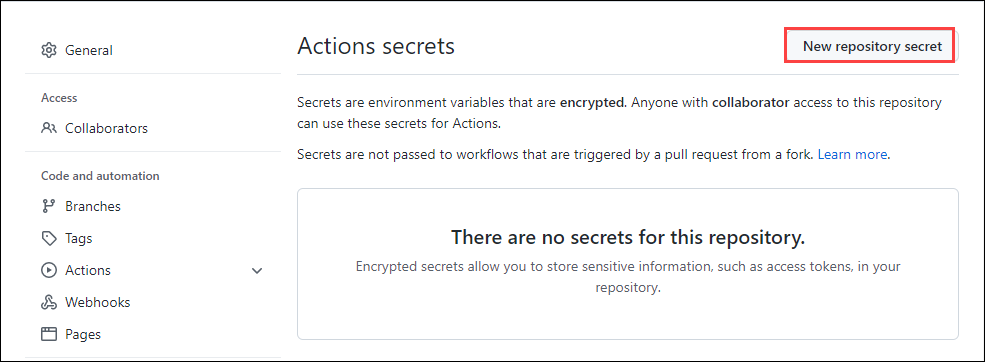 General
Access
Collaborators
Code and automation
Branches
Tags
Actions
Webhooks
Pages
Actions secrets
New repository secret
Secrets are environment variables that are encrypted. Anyone with collaborator access to this repository
can use these secrets for Actions.
Secrets are not passed to workflows that are triggered by a pull request from a fork. Learn more.
There are no secrets for this repository.
Encrypted secrets allow you to store sensitive information, such as access tokens, in your
repository.